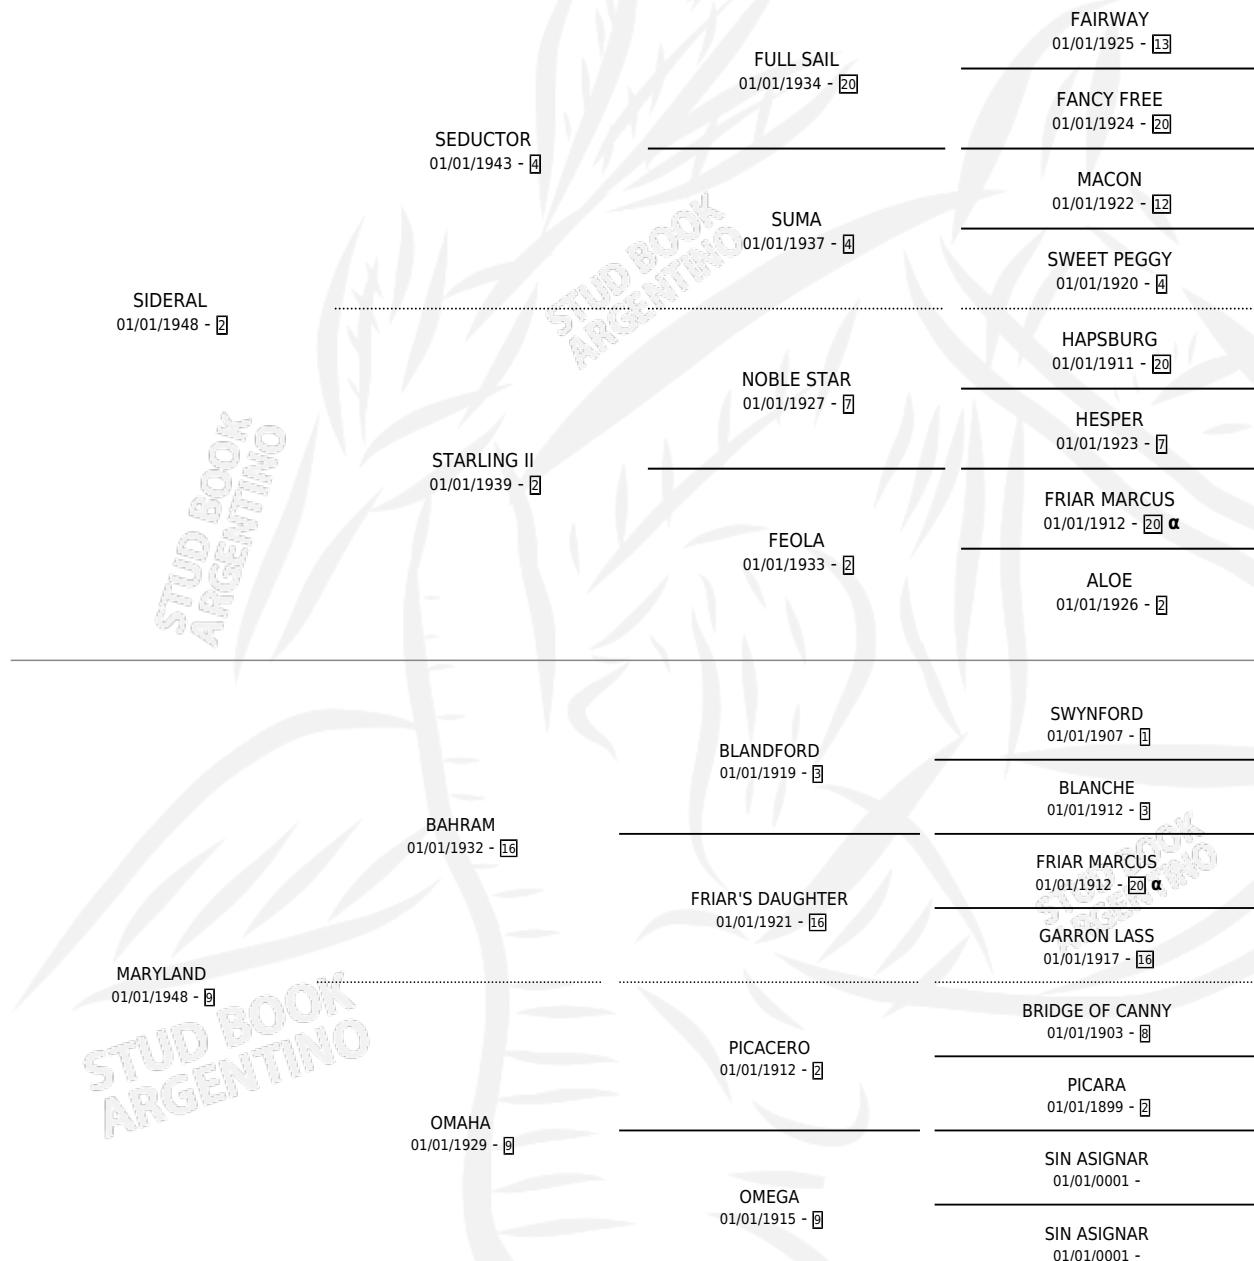 FAIRWAY
01/01/1925 - 13
FULL SAIL
01/01/1934 - 20
FANCY FREE
01/01/1924 - 20
SEDUCTOR
01/01/1943 - 4
MACON
01/01/1922 - 12
SUMA
01/01/1937 - 4
SWEET PEGGY
01/01/1920 - 4
SIDERAL
01/01/1948 - 2
HAPSBURG
01/01/1911 - 20
NOBLE STAR
01/01/1927 - 7
HESPER
01/01/1923 - 7
STARLING II
01/01/1939 - 2
FRIAR MARCUS
01/01/1912 - 20 α
FEOLA
01/01/1933 - 2
ALOE
01/01/1926 - 2
SWYNFORD
01/01/1907 - 1
BLANDFORD
01/01/1919 - 3
BLANCHE
01/01/1912 - 3
BAHRAM
01/01/1932 - 16
FRIAR MARCUS
01/01/1912 - 20 α
FRIAR'S DAUGHTER
01/01/1921 - 16
GARRON LASS
01/01/1917 - 16
MARYLAND
01/01/1948 - 9
BRIDGE OF CANNY
01/01/1903 - 8
PICACERO
01/01/1912 - 2
PICARA
01/01/1899 - 2
OMAHA
01/01/1929 - 9
SIN ASIGNAR
01/01/0001 -
OMEGA
01/01/1915 - 9
SIN ASIGNAR
01/01/0001 -
STUD BOOK
ARGENTINO
STUD BOOK
ARGENTINO
STUD BOOK
ARGENTINO
STUD BOOK
ARGENTINO